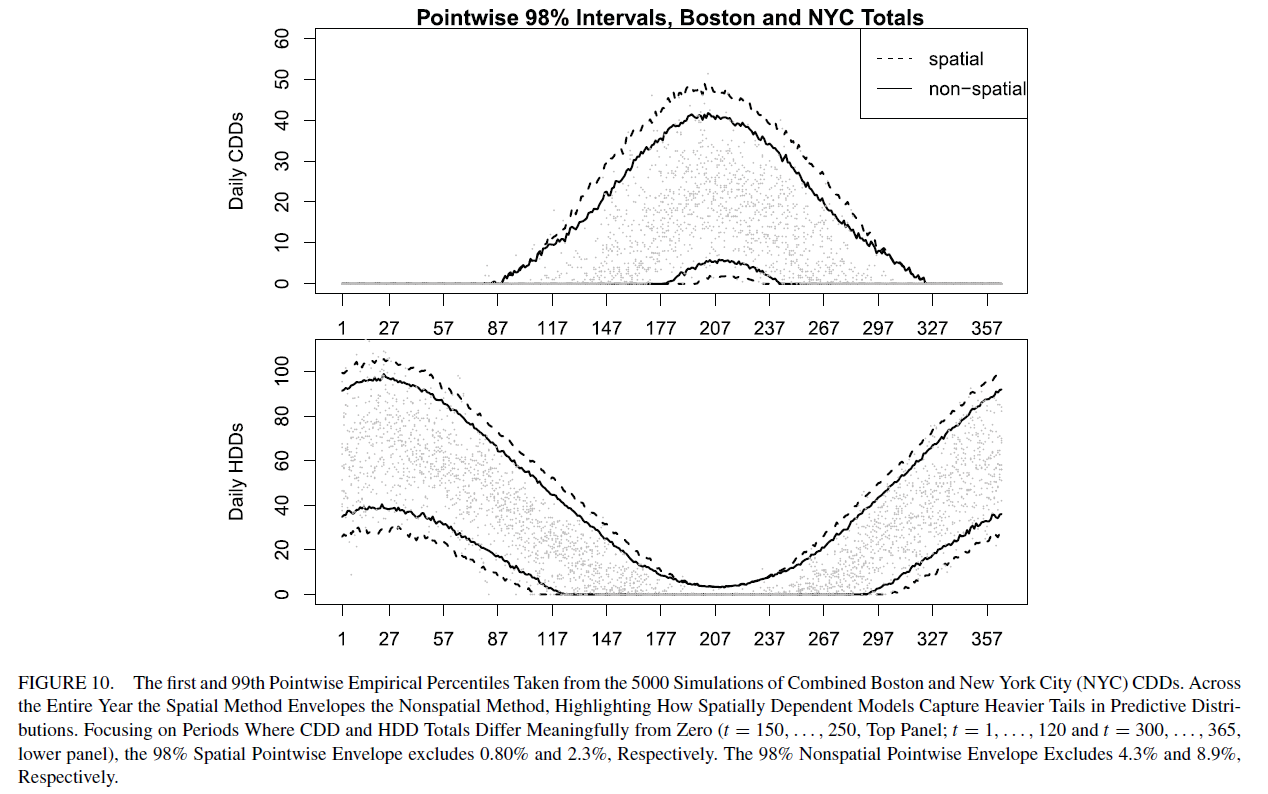 Pointwise 98% Intervals, Boston and NYC Totals
60
50
40
30
20
10
0
Daily CDDs
spatial
non−spatial
1 27 57 87 117 147 177 207 237 267 297 327 357
100
80
60
40
20
0
Daily HDDs
1 27 57 87 117 147 177 207 237 267 297 327 357
FIGURE 10. The first and 99th Pointwise Empirical Percentiles Taken from the 5000 Simulations of Combined Boston and New York City (NYC) CDDs. Across
the Entire Year the Spatial Method Envelopes the Nonspatial Method, Highlighting How Spatially Dependent Models Capture Heavier Tails in Predictive Distri-
butions. Focusing on Periods Where CDD and HDD Totals Differ Meaningfully from Zero (t = 150, . . . , 250, Top Panel; t = 1, . . . , 120 and t = 300, . . . , 365,
lower panel), the 98% Spatial Pointwise Envelope excludes 0.80% and 2.3%, Respectively. The 98% Nonspatial Pointwise Envelope Excludes 4.3% and 8.9%,
Respectively.